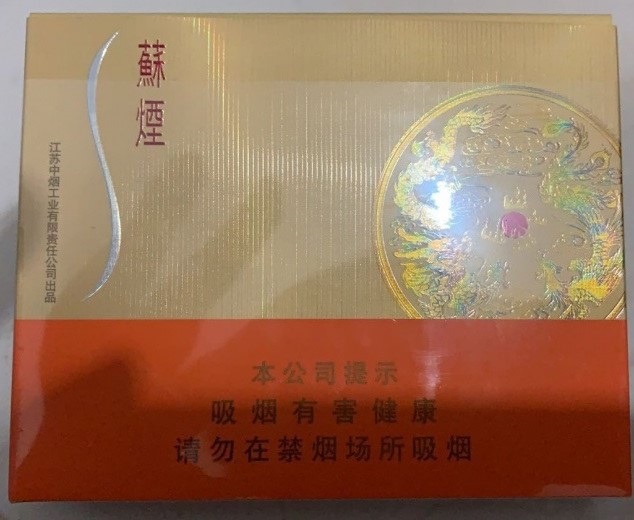 蘇煙
江苏中烟工业有限责任公司出品
本公司提示
吸烟有害健康
请勿在禁烟场所吸烟